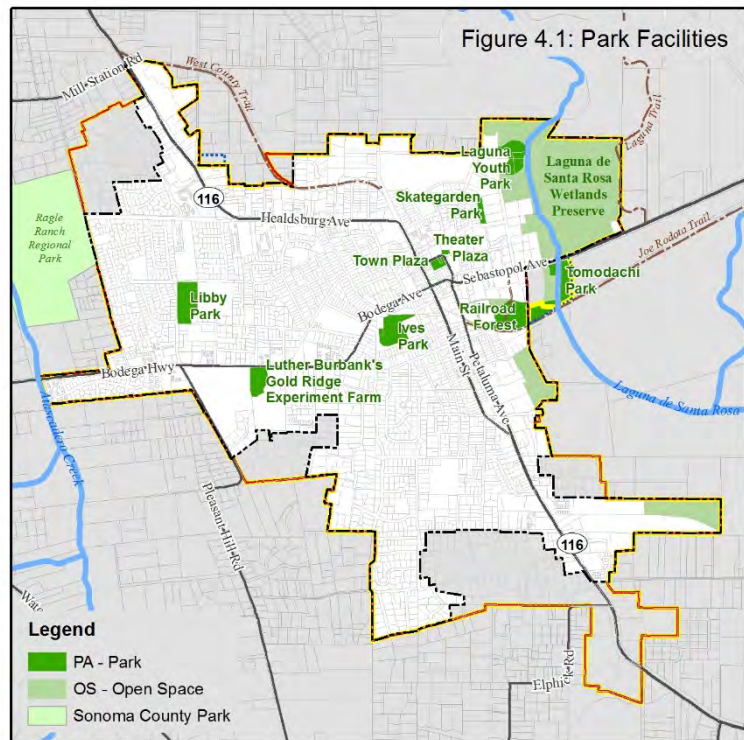 Figure 4.1: Park Facilities
Mill Station Rd
West County Trail
Laguna Trail
Laguna
Youth
Park
Laguna de
Santa Rosa
Wetlands
Preserve
116
Skategarden
Park
Healdsburg Ave
Ragle
Ranch
Regional
Park
Theater
Plaza
Town Plaza
Sebastopol Ave
Joe Rodota Trail
Tomodachi
Park
Libby
Park
Bodega Ave
Railroad
Forest
Ives
Park
Main St
Petaluma Ave
Bodega Hwy
Luther Burbank's
Gold Ridge
Experiment Farm
Laguna de Santa Rosa
Atascadero Creek
Pleasant Hill Rd
116
Elphick Rd
Legend
PA - Park
OS - Open Space
Sonoma County Park